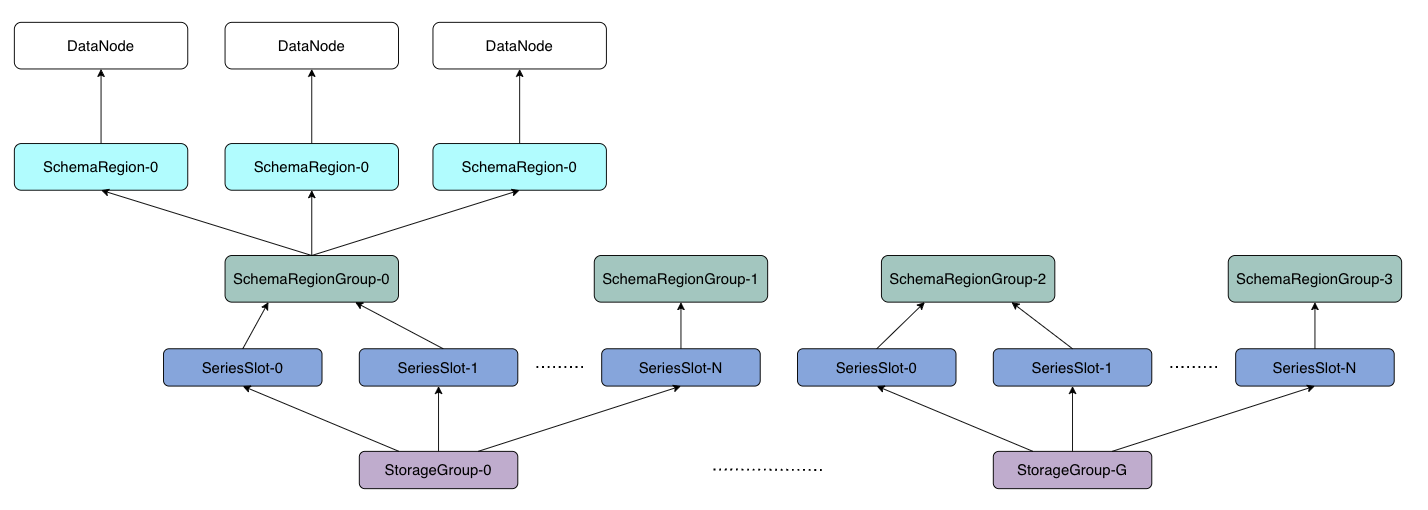 DataNode
DataNode
DataNode
SchemaRegion-0
SchemaRegion-0
SchemaRegion-0
SchemaRegionGroup-0
SchemaRegionGroup-1
SchemaRegionGroup-2
SchemaRegionGroup-3
SeriesSlot-0
SeriesSlot-1
SeriesSlot-N
SeriesSlot-0
SeriesSlot-1
SeriesSlot-N
StorageGroup-0
StorageGroup-G